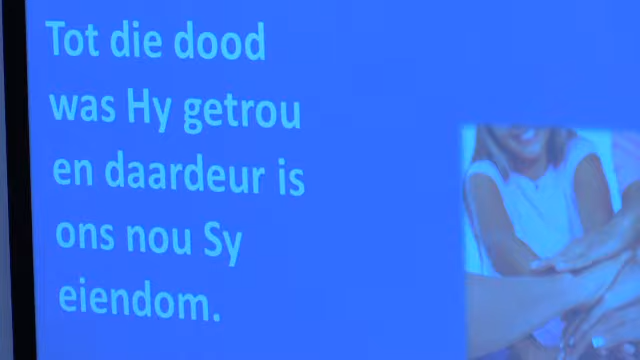 Tot die dood
was Hy getrou
en daardeur is
ons nou Sy
eiendom.